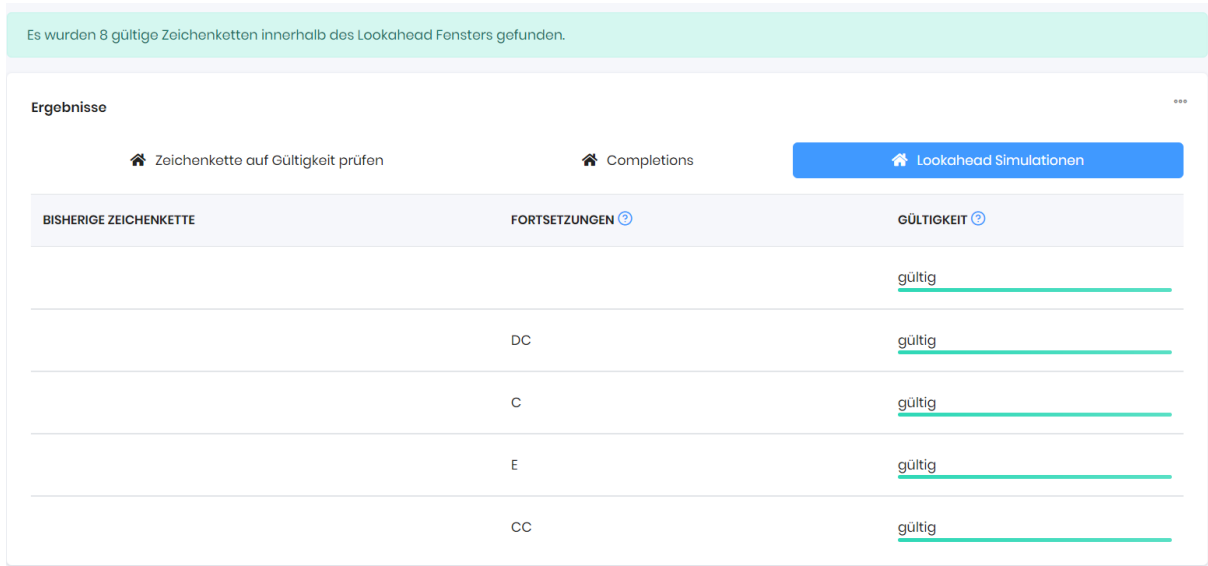 Es wurden 8 gültige Zeichenketten innerhalb des Lookahead Fensters gefunden.
Ergebnisse
Zeichenkette auf Gültigkeit prüfen Completions Lookahead Simulationen
BISHERIGE ZEICHENKETTE FORTSETZUNGEN GÜLTIGKEIT
gültig
DC gültig
C gültig
E gültig
CC gültig